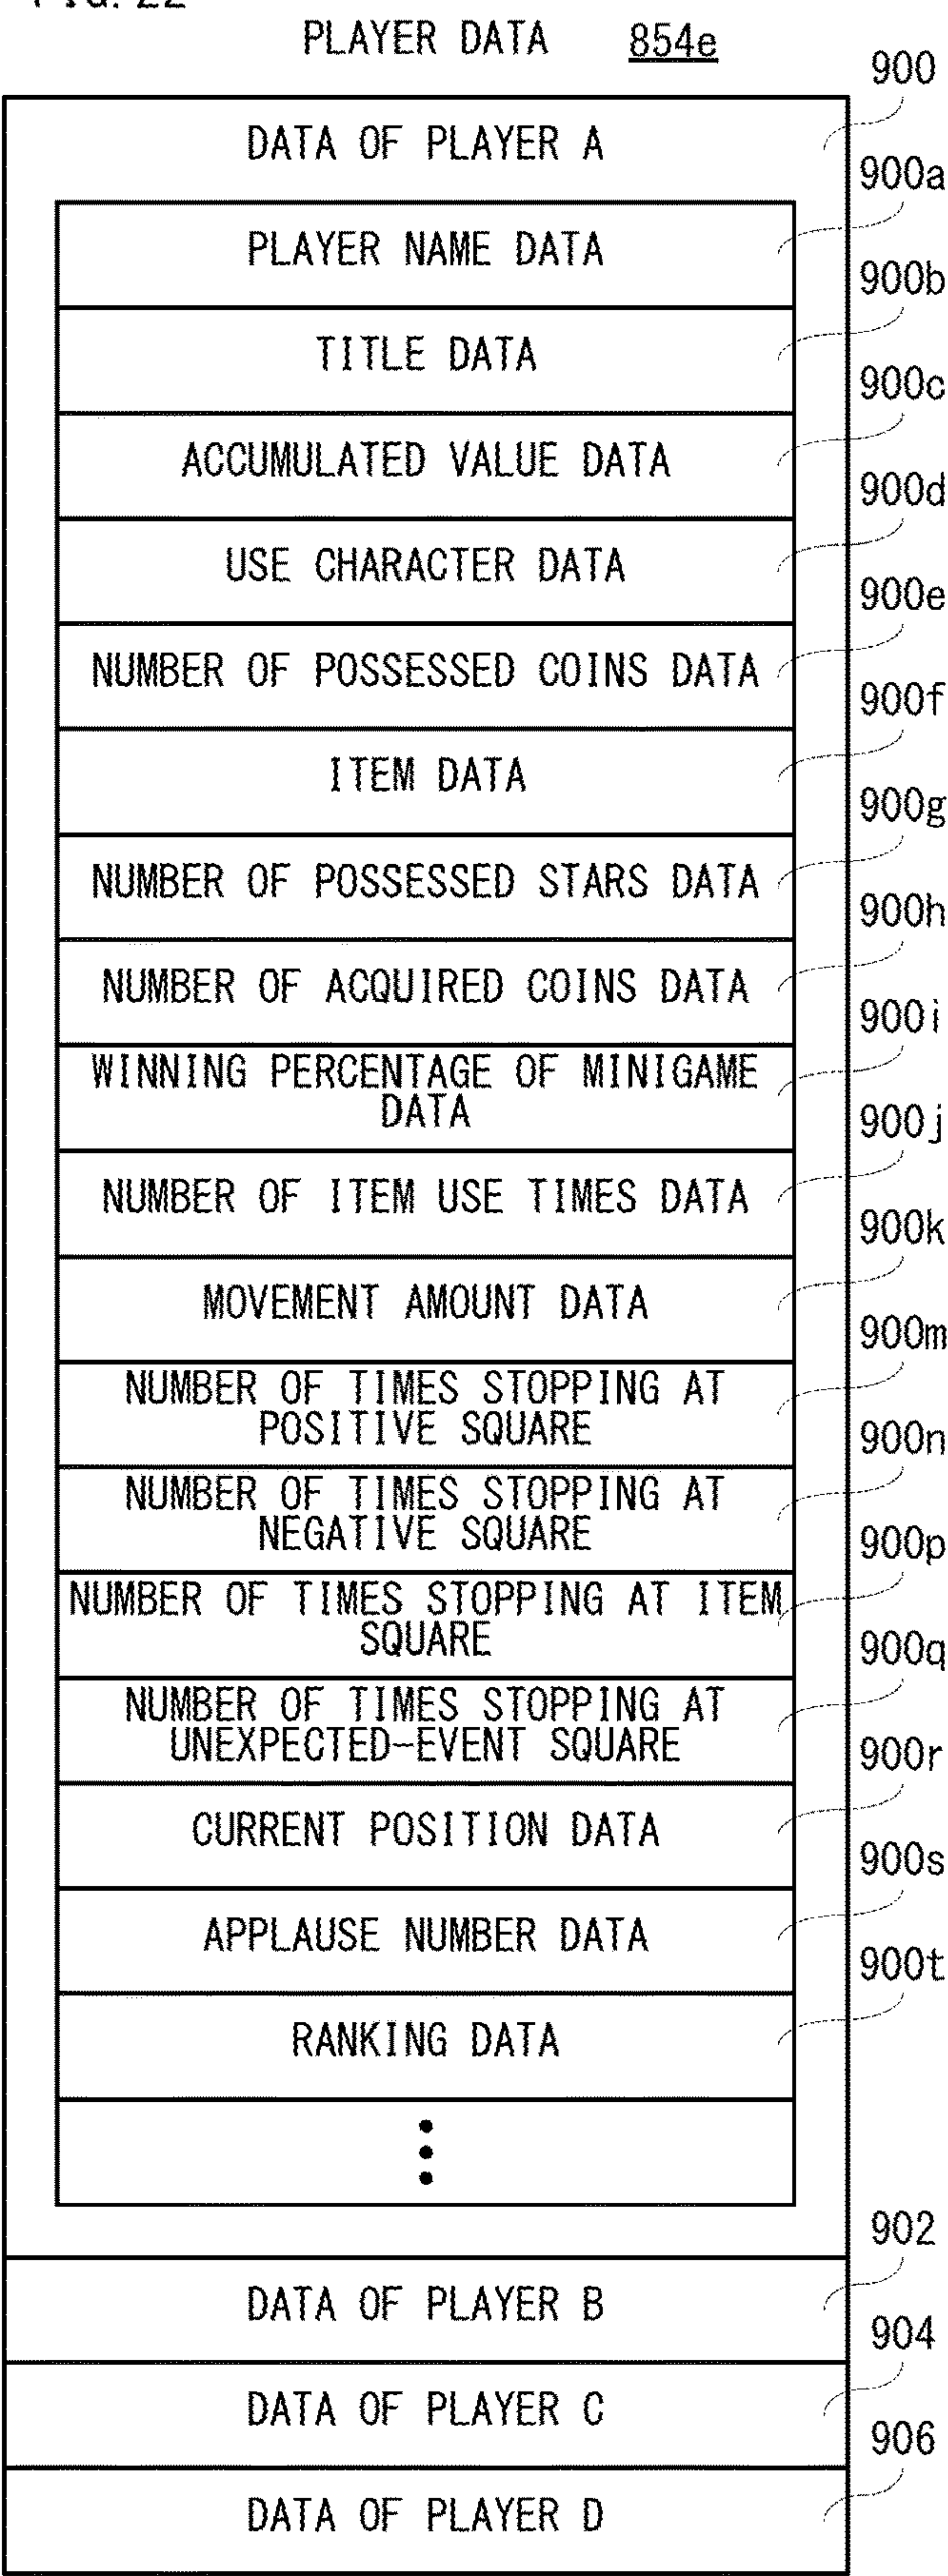 FIG. 22
PLAYER DATA 854e
900
DATA OF PLAYER A
900a
PLAYER NAME DATA
900b
TITLE DATA
900c
ACCUMULATED VALUE DATA
900d
USE CHARACTER DATA
900e
NUMBER OF POSSESSED COINS DATA
900f
ITEM DATA
900g
NUMBER OF POSSESSED STARS DATA
900h
NUMBER OF ACQUIRED COINS DATA
900i
WINNING PERCENTAGE OF MINIGAME
DATA
900j
NUMBER OF ITEM USE TIMES DATA
900k
MOVEMENT AMOUNT DATA
900m
NUMBER OF TIMES STOPPING AT
POSITIVE SQUARE
900n
NUMBER OF TIMES STOPPING AT
NEGATIVE SQUARE
900p
NUMBER OF TIMES STOPPING AT ITEM
SQUARE
900q
NUMBER OF TIMES STOPPING AT
UNEXPECTED-EVENT SQUARE
900r
CURRENT POSITION DATA
900s
APPLAUSE NUMBER DATA
900t
RANKING DATA
902
DATA OF PLAYER B
904
DATA OF PLAYER C
906
DATA OF PLAYER D